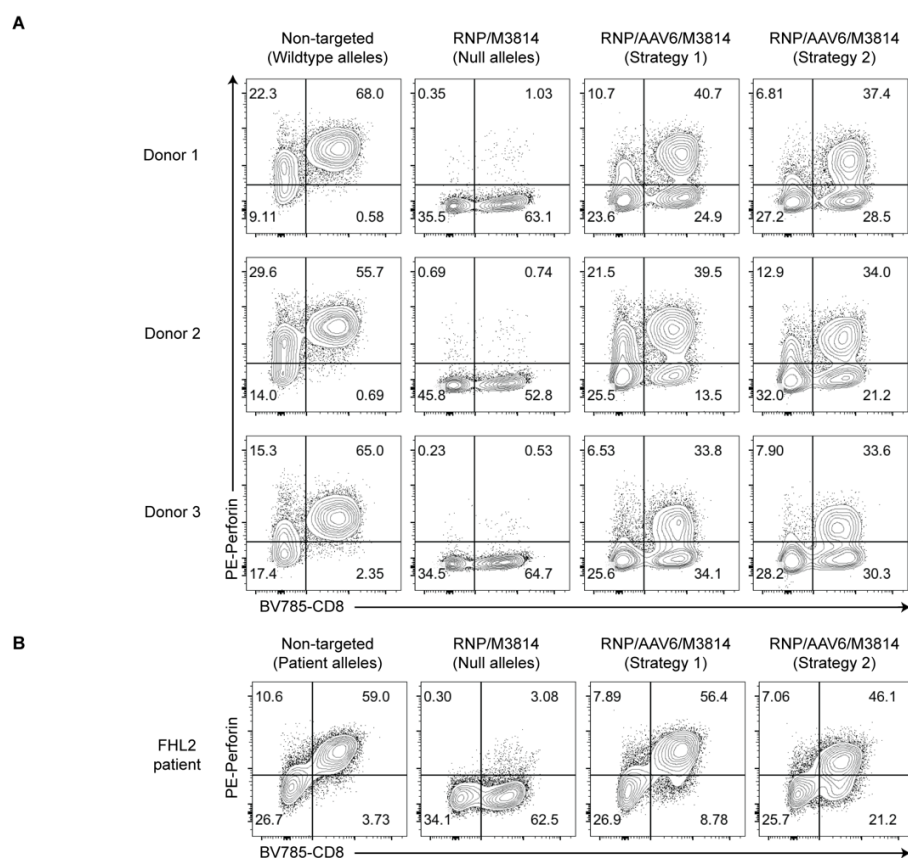 A
Non-targeted
(Wildtype alleles)
RNP/M3814
(Null alleles)
RNP/AAV6/M3814
(Strategy 1)
RNP/AAV6/M3814
(Strategy 2)
Donor 1
22.3 68.0
9.11 0.58
0.35 1.03
35.5 63.1
10.7 40.7
23.6 24.9
6.81 37.4
27.2 28.5
Donor 2
29.6 55.7
14.0 0.69
0.69 0.74
45.8 52.8
21.5 39.5
25.5 13.5
12.9 34.0
32.0 21.2
Donor 3
15.3 65.0
17.4 2.35
0.23 0.53
34.5 64.7
6.53 33.8
25.6 34.1
7.90 33.6
28.2 30.3
PE-Perforin
BV785-CD8
B
Non-targeted
(Patient alleles)
RNP/M3814
(Null alleles)
RNP/AAV6/M3814
(Strategy 1)
RNP/AAV6/M3814
(Strategy 2)
FHL2
patient
10.6 59.0
26.7 3.73
0.30 3.08
34.1 62.5
7.89 56.4
26.9 8.78
7.06 46.1
25.7 21.2
PE-Perforin
BV785-CD8